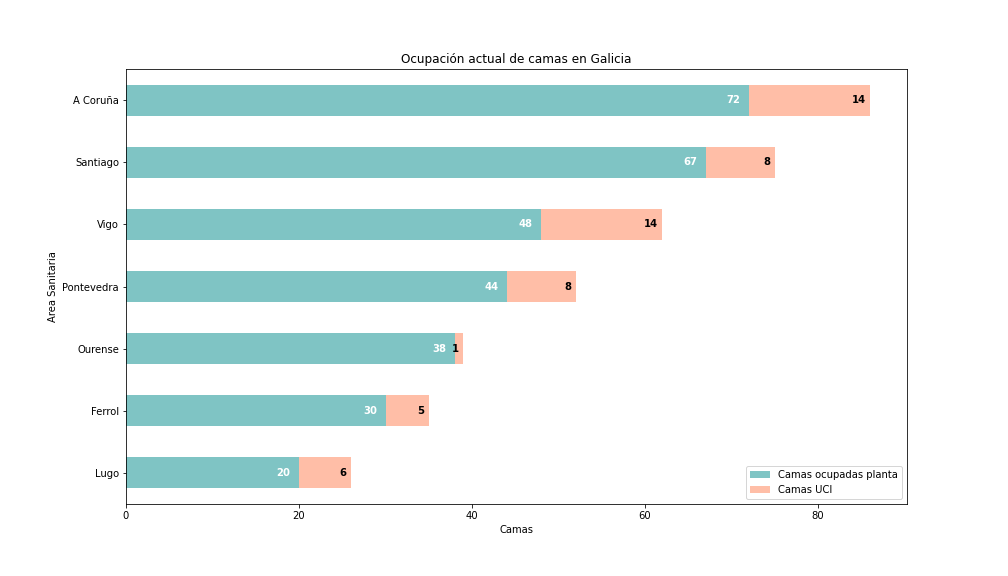 Ocupación actual de camas en Galicia
A Coruña 72 14
Santiago 67 8
Vigo 48 14
Pontevedra 44 8
Ourense 38 1
Ferrol 30 5
Lugo 20 6
Area Sanitaria
Camas ocupadas planta
Camas UCI
0 20 40 60 80
Camas